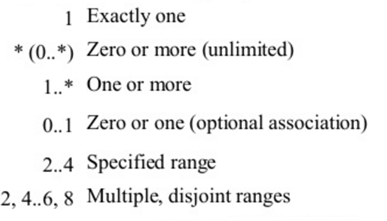 1 Exactly one
* (0..*) Zero or more (unlimited)
1..* One or more
0..1 Zero or one (optional association)
2..4 Specified range
2, 4..6, 8 Multiple, disjoint ranges